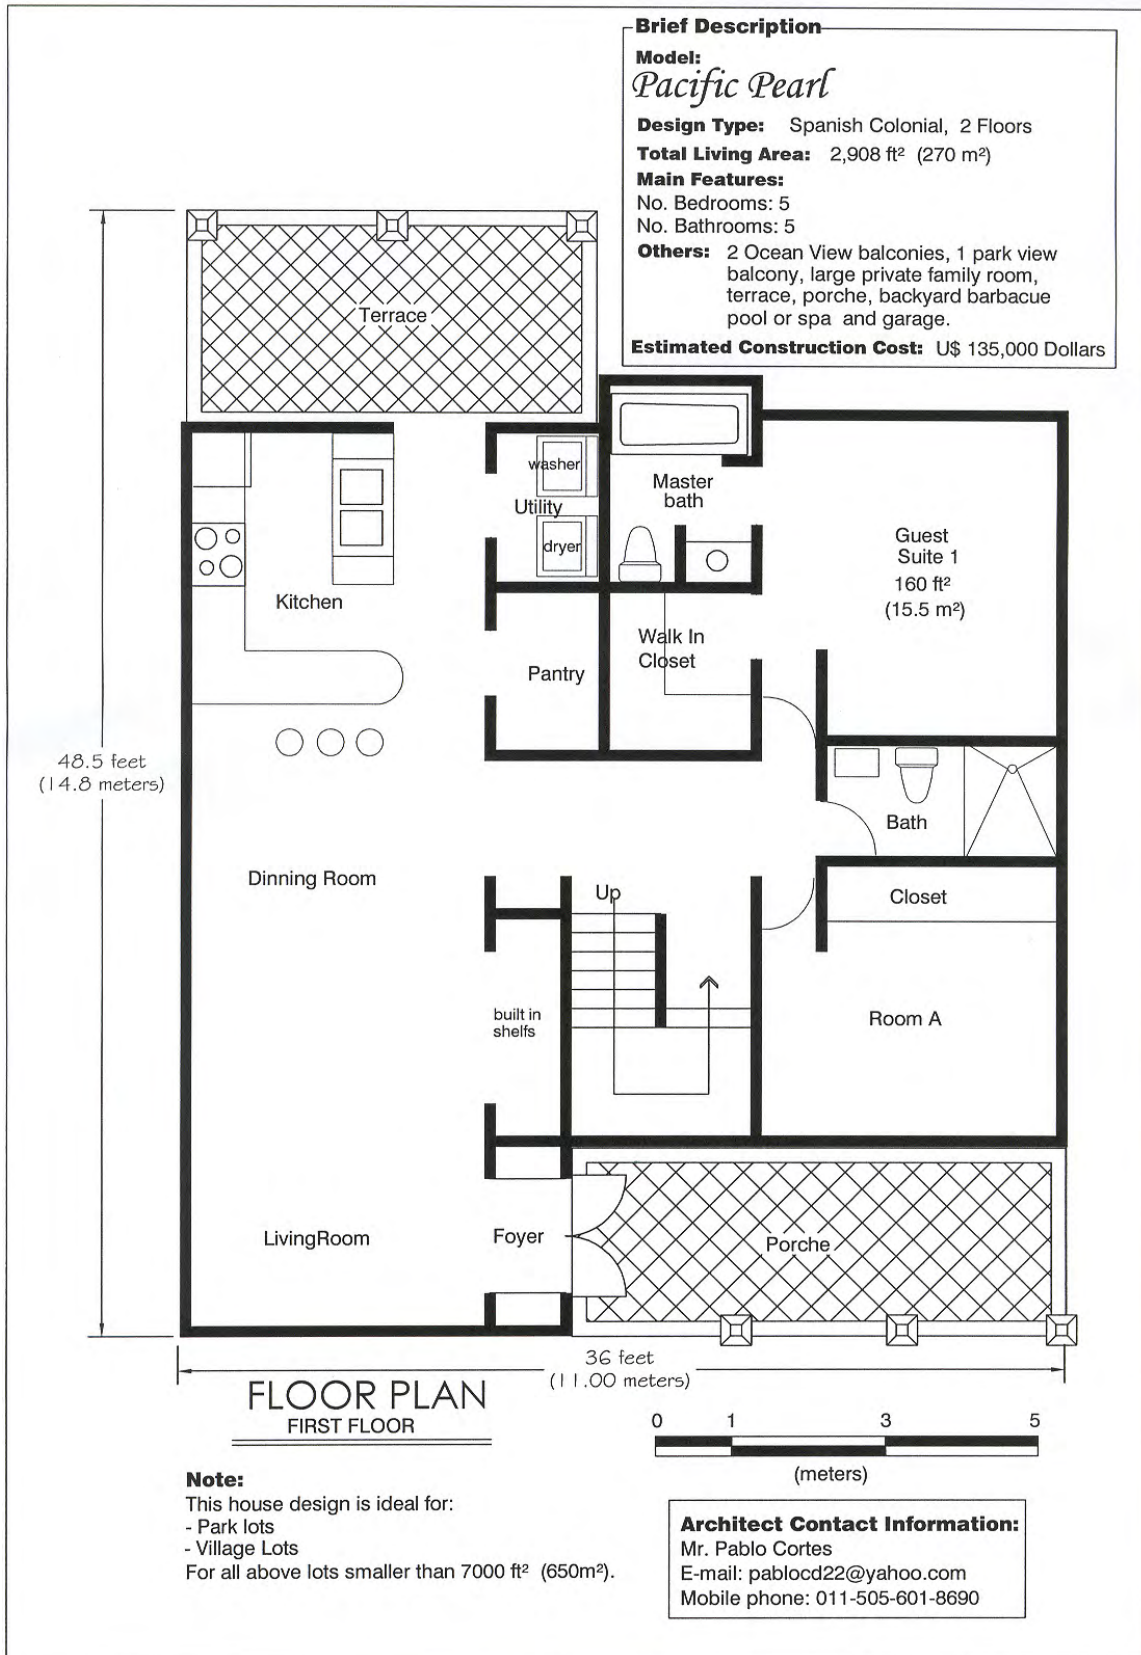 Brief Description
Model:
Pacific Pearl
Design Type: Spanish Colonial, 2 Floors
Total Living Area: 2,908 ft² (270 m²)
Main Features:
No. Bedrooms: 5
No. Bathrooms: 5
Others: 2 Ocean View balconies, 1 park view
balcony, large private family room,
terrace, porche, backyard barbacue
pool or spa and garage.
Estimated Construction Cost: U$ 135,000 Dollars
Terrace
washer
Utility
dryer
Master
bath
Guest
Suite 1
160 ft²
(15.5 m²)
Kitchen
Walk In
Closet
Pantry
48.5 feet
(14.8 meters)
Bath
Dinning Room
Up
Closet
built in
shelfs
Room A
LivingRoom
Foyer
Porche
36 feet
(11.00 meters)
FLOOR PLAN
FIRST FLOOR
0 1 3 5
(meters)
Note:
This house design is ideal for:
- Park lots
- Village Lots
For all above lots smaller than 7000 ft² (650m²).
Architect Contact Information:
Mr. Pablo Cortes
E-mail: pablocd22@yahoo.com
Mobile phone: 011-505-601-8690